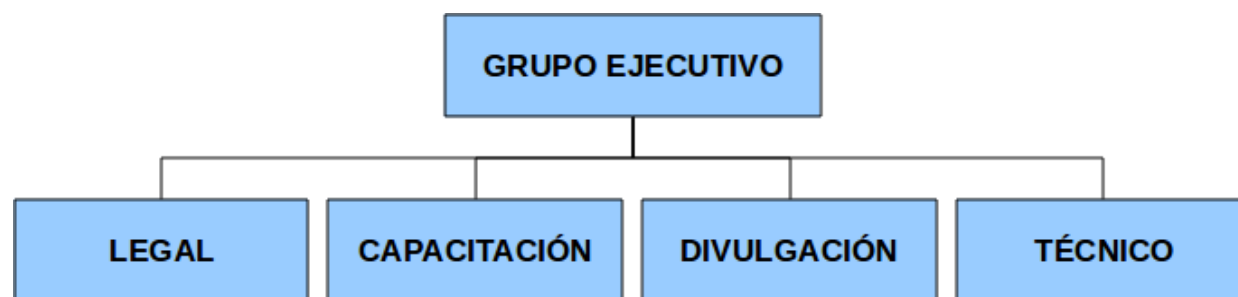 GRUPO EJECUTIVO
LEGAL
CAPACITACIÓN
DIVULGACIÓN
TÉCNICO